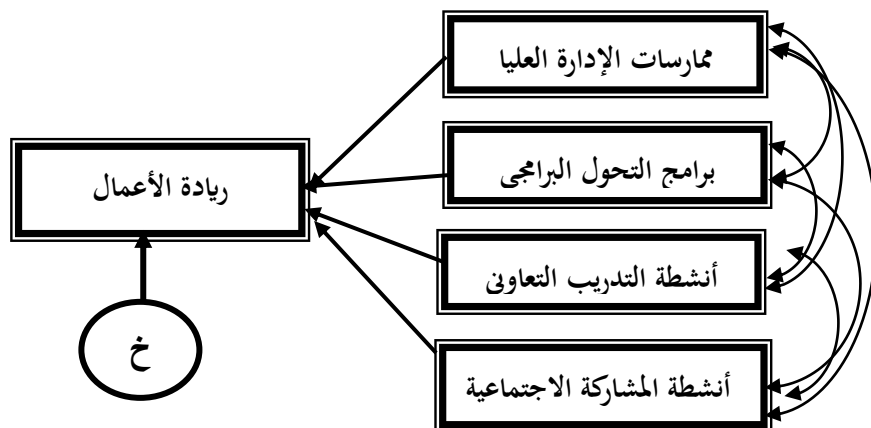 ممارسات الإدارة العليا
برامج التحول البرامجى
ريادة الأعمال
أنشطة التدريب التعاونى
خ
أنشطة المشاركة الاجتماعية